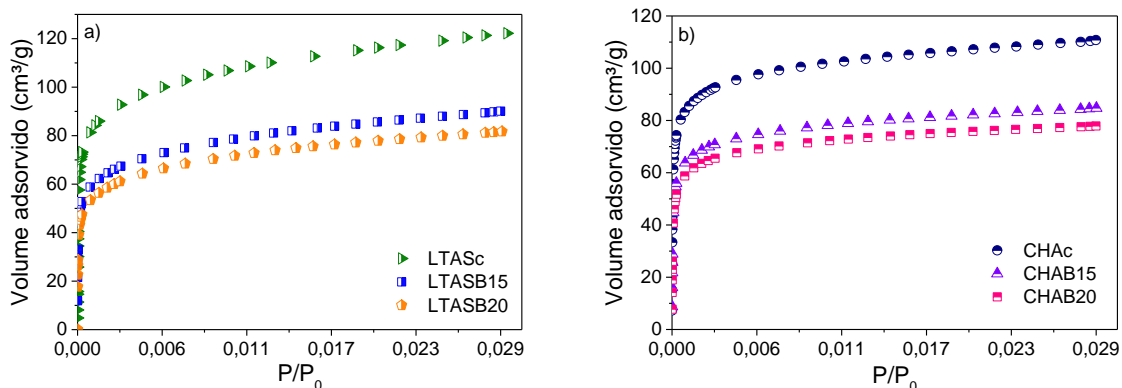 a)
Volume adsorvido (cm³/g)
120
100
80
60
40
20
0
LTASc
LTASB15
LTASB20
0,000 0,006 0,011 0,017 0,023 0,029
P/P₀
b)
Volume adsorvido (cm³/g)
120
100
80
60
40
20
0
CHAc
CHAB15
CHAB20
0,000 0,006 0,011 0,017 0,023 0,029
P/P₀